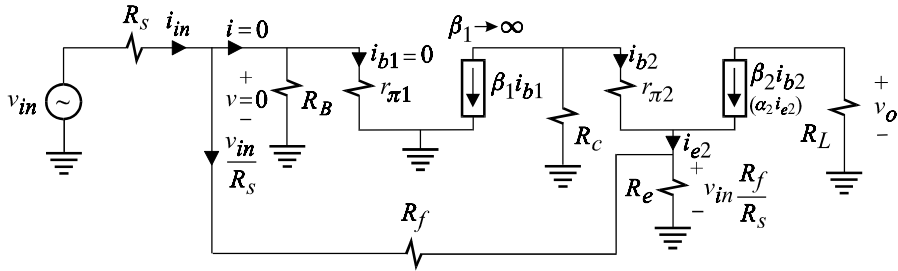 R_s
i_in
i=0
β_1→∞
i_b1=0
i_b2
v_in
+
v=0
−
R_B
r_π1
β_1 i_b1
R_c
r_π2
β_2 i_b2
(α_2 i_e2)
R_L
+
v_o
−
v_in
R_s
i_e2
R_e
+
v_in R_f
R_s
−
R_f